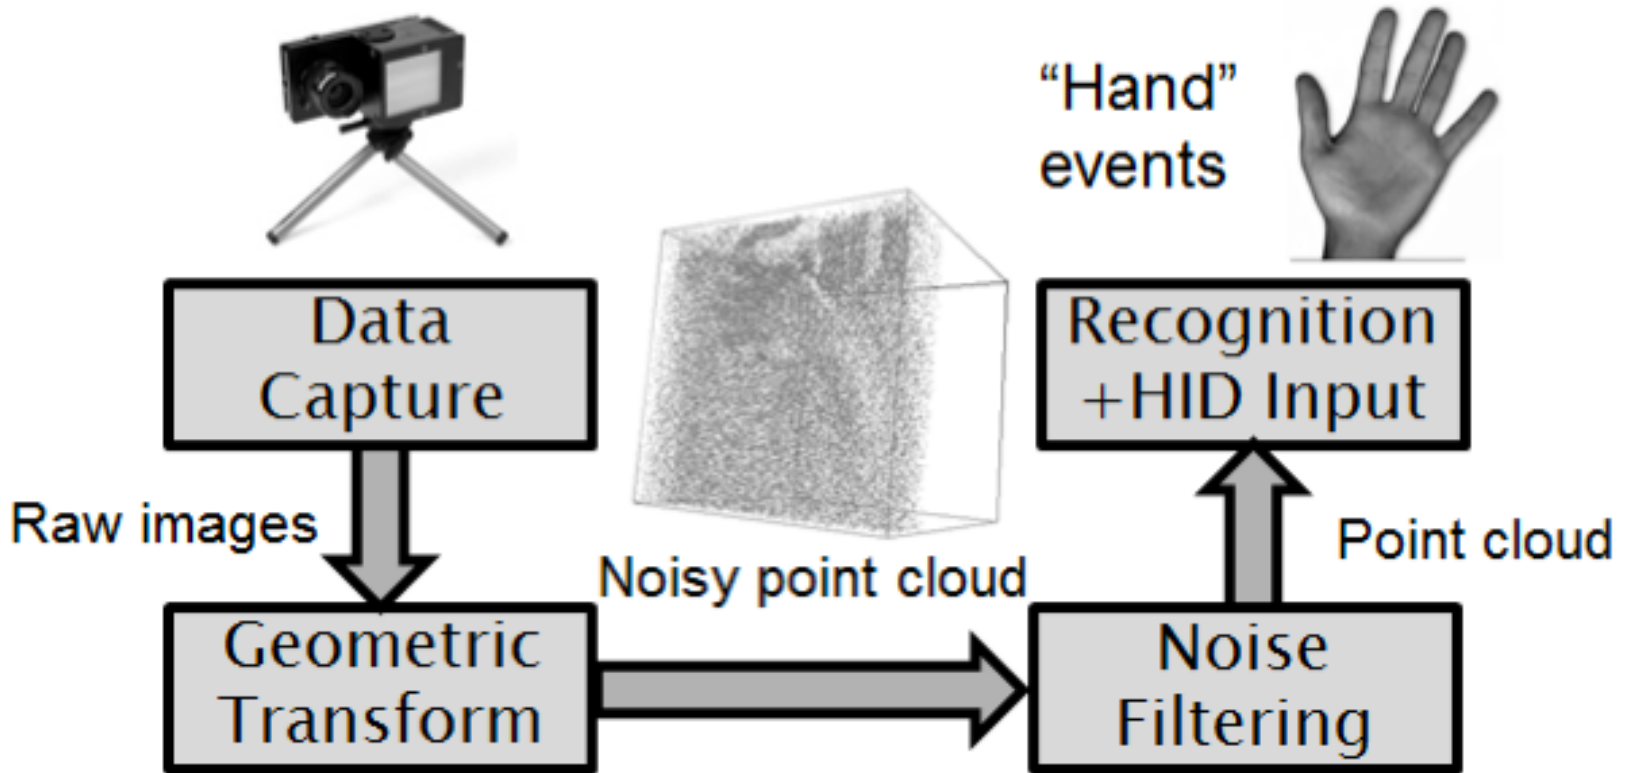 Data
Capture
Raw images
Geometric
Transform
Noisy point cloud
Noise
Filtering
Point cloud
Recognition
+HID Input
“Hand”
events